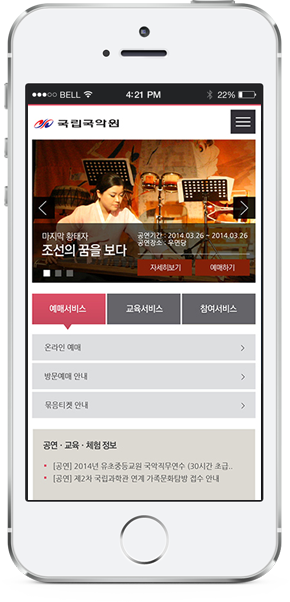 BELL
4:21 PM
22%
국립국악원
마지막 황태자
조선의 꿈을 보다
공연기간 : 2014.03.26 ~ 2014.03.26
공연장소 : 우면당
자세히보기
예매하기
예매서비스
교육서비스
참여서비스
온라인 예매
방문예매 안내
묶음티켓 안내
공연 · 교육 · 체험 정보
• [공연] 2014년 유초중등교원 국악직무연수 (30시간 초급..
• [공연] 제2차 국립과학관 연계 가족문화탐방 접수 안내